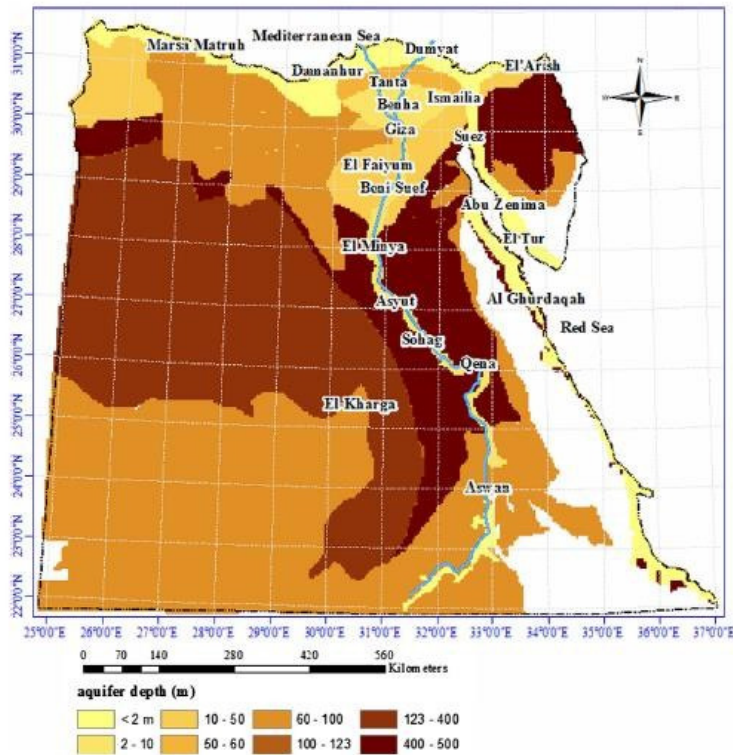 Mediterranean Sea
Marsa Matruh
Dumyat
Damanhur
El'Arish
Tanta
Benha
Ismailia
Giza
Suez
El Faiyum
Beni Suef
Abu Zenima
El Minya
El Tur
Asyut
Al Ghurdaqah
Sohag
Red Sea
Qena
El-Kharga
Aswan
N
W
E
S
31°0'0"N
30°0'0"N
29°0'0"N
28°0'0"N
27°0'0"N
26°0'0"N
25°0'0"N
24°0'0"N
23°0'0"N
22°0'0"N
25°0'0"E
26°0'0"E
27°0'0"E
28°0'0"E
29°0'0"E
30°0'0"E
31°0'0"E
32°0'0"E
33°0'0"E
34°0'0"E
35°0'0"E
36°0'0"E
37°0'0"E
0 70 140 280 420 560
Kilometers
aquifer depth (m)
< 2 m 10 - 50 60 - 100 123 - 400
2 - 10 50 - 60 100 - 123 400 - 500